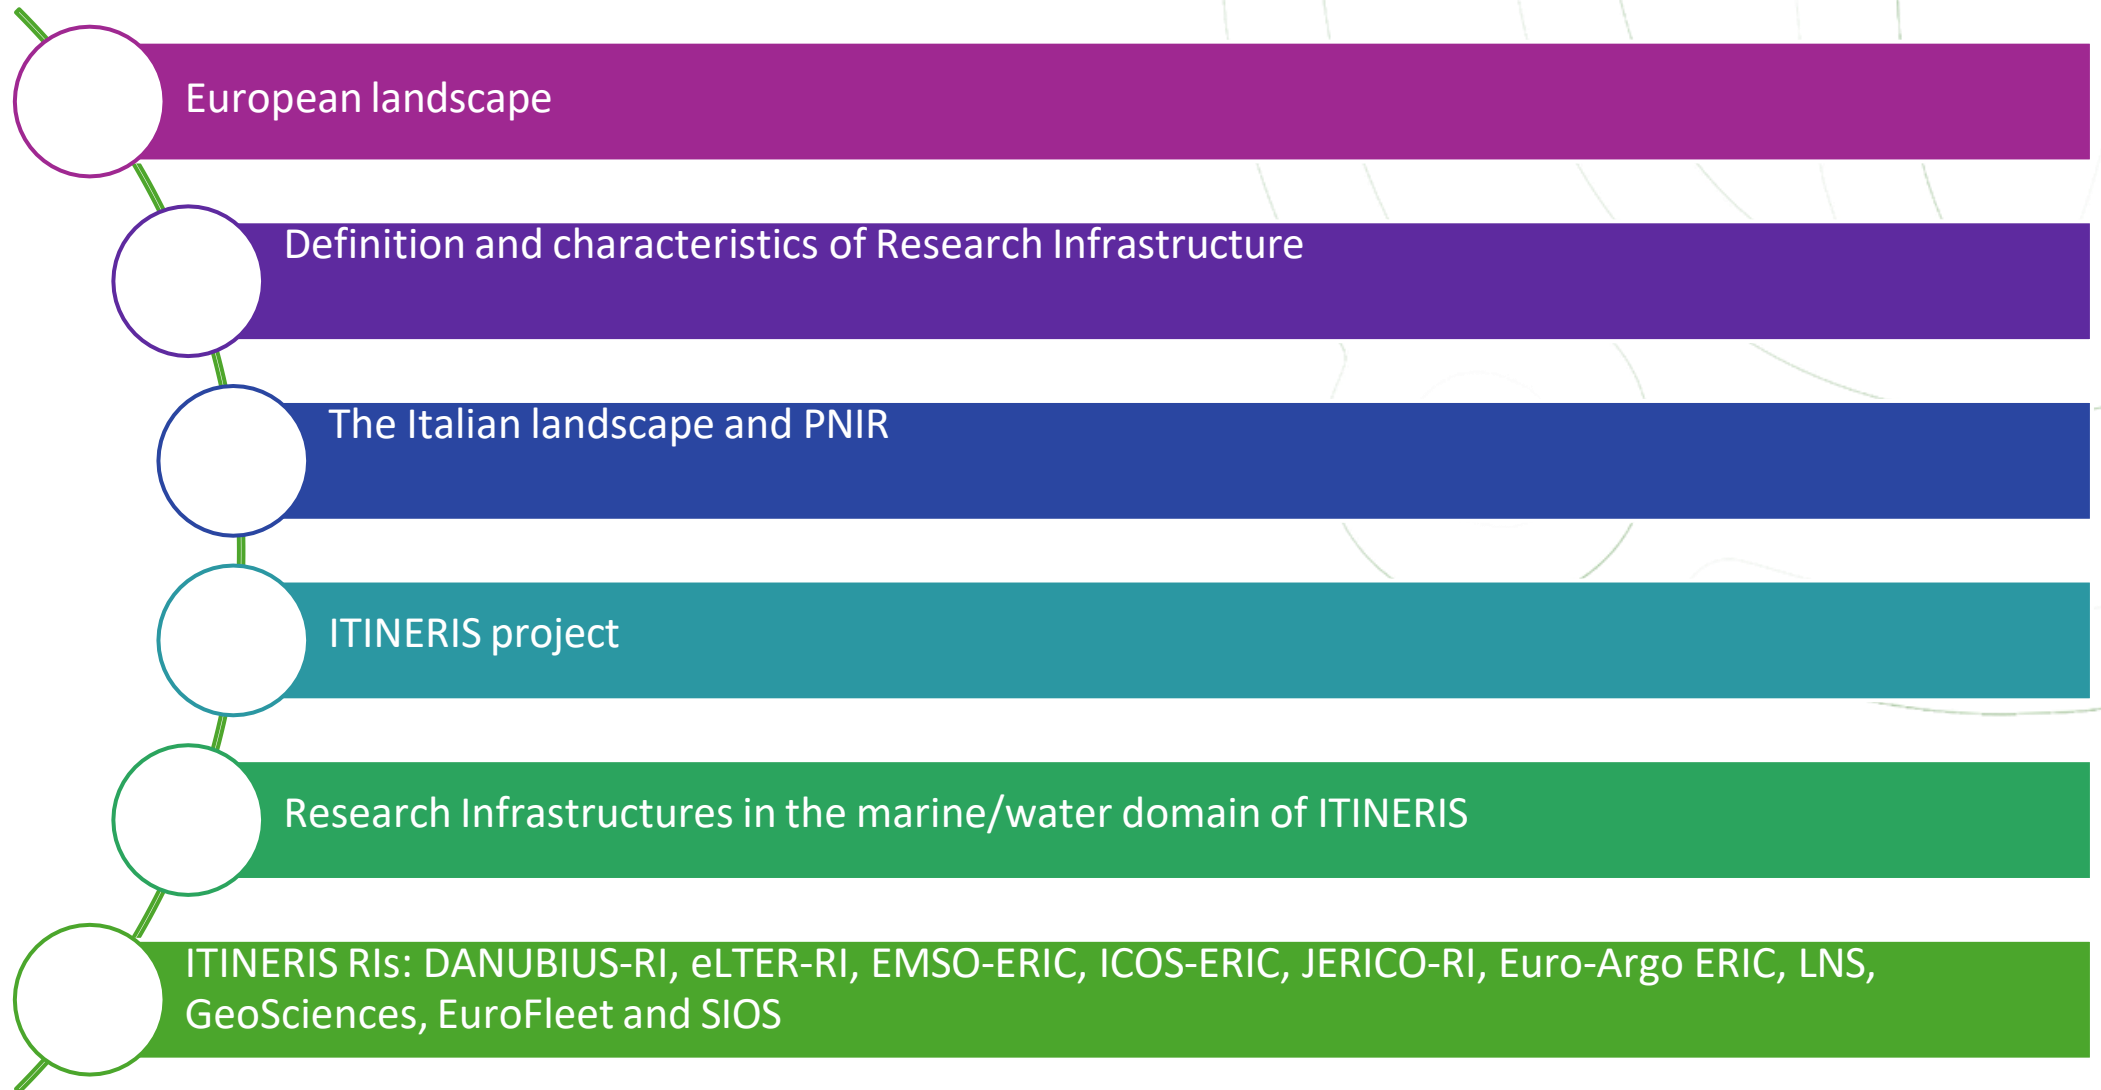 European landscape
Definition and characteristics of Research Infrastructure
The Italian landscape and PNIR
ITINERIS project
Research Infrastructures in the marine/water domain of ITINERIS
ITINERIS RIs: DANUBIUS-RI, eLTER-RI, EMSO-ERIC, ICOS-ERIC, JERICO-RI, Euro-Argo ERIC, LNS,
GeoSciences, EuroFleet and SIOS